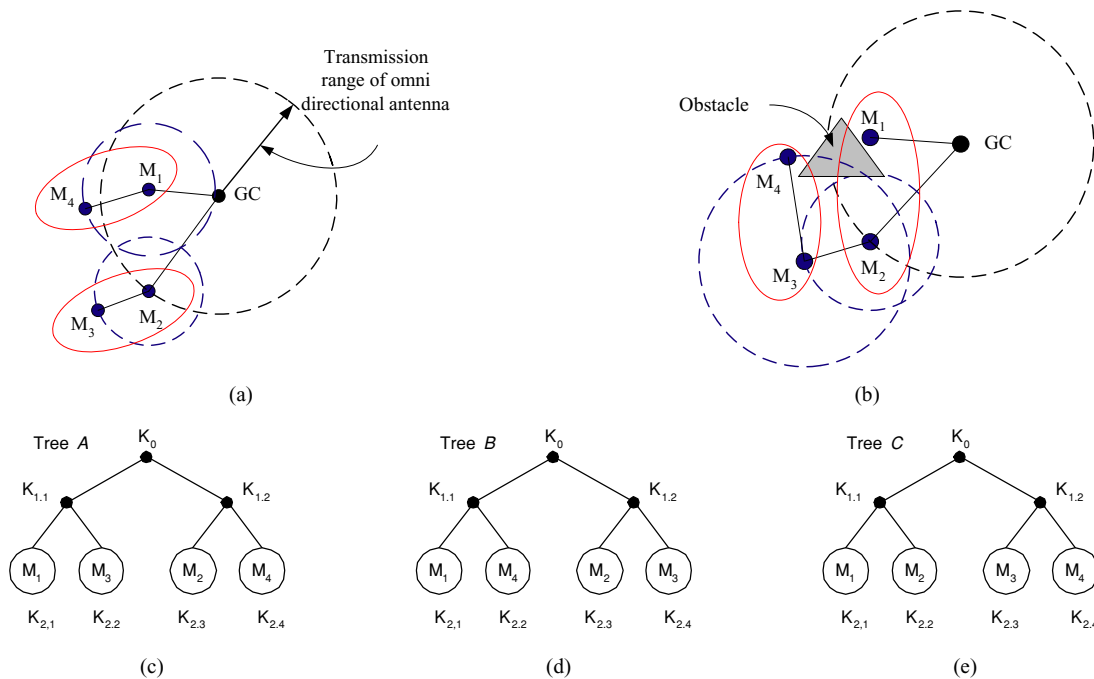 Transmission
range of omni
directional antenna
M1
M4
GC
M3
M2
(a)
Obstacle
M1
GC
M4
M3
M2
(b)
Tree A
K0
K1.1
K1.2
M1
M3
M2
M4
K2,1
K2.2
K2.3
K2.4
(c)
Tree B
K0
K1.1
K1.2
M1
M4
M2
M3
K2,1
K2.2
K2.3
K2.4
(d)
Tree C
K0
K1.1
K1.2
M1
M2
M3
M4
K2,1
K2.2
K2.3
K2.4
(e)